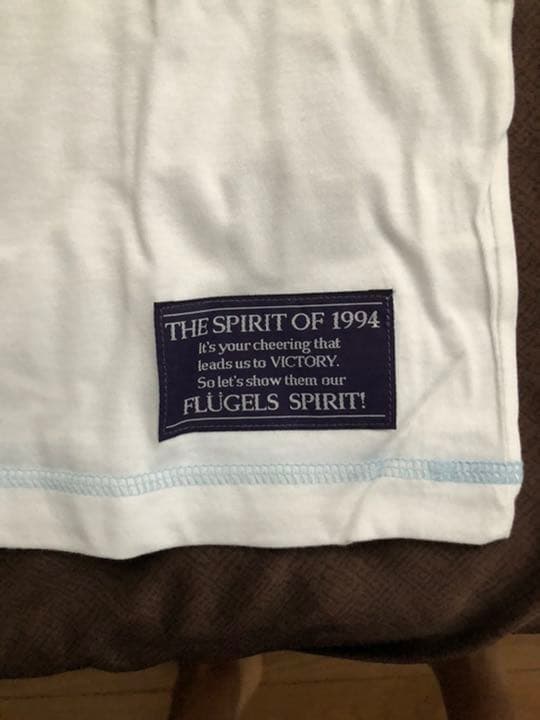 THE SPIRIT OF 1994
It's your cheering that
leads us to VICTORY.
So let's show them our
FLÜGELS SPIRIT!